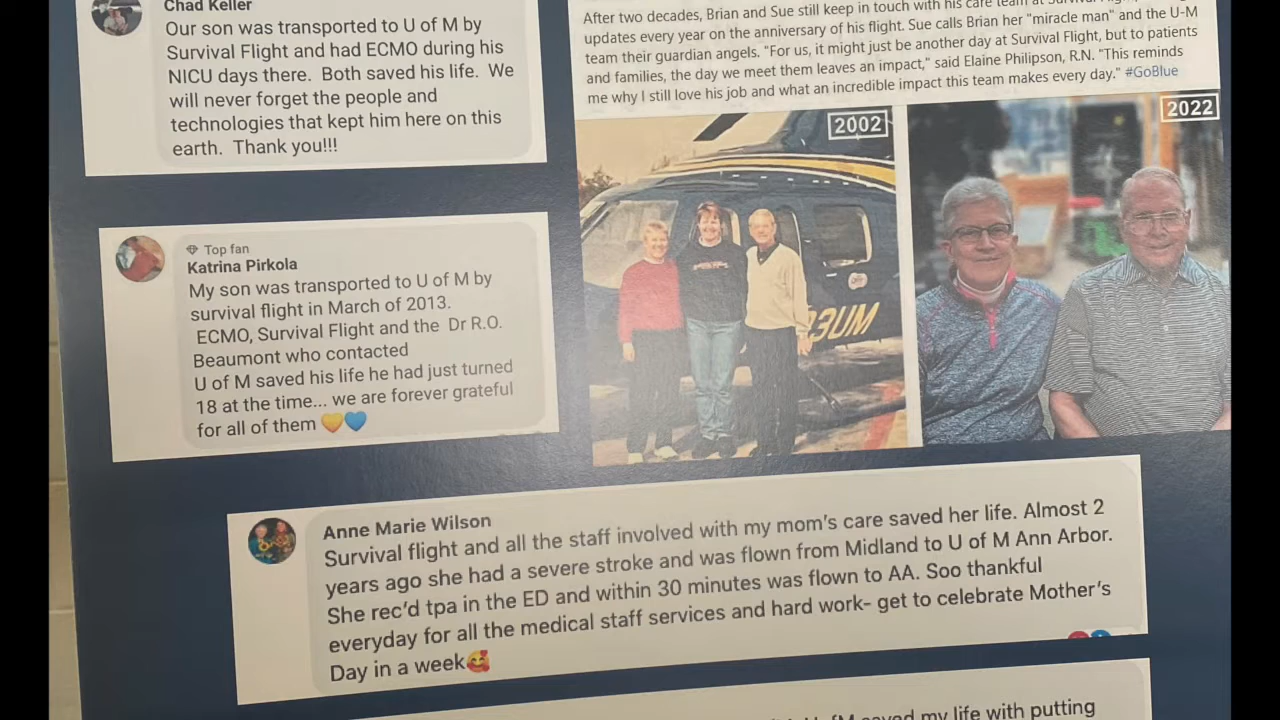 Chad Keller
Our son was transported to U of M by
Survival Flight and had ECMO during his
NICU days there. Both saved his life. We
will never forget the people and
technologies that kept him here on this
earth. Thank you!!!
After two decades, Brian and Sue still keep in touch with his care team at
updates every year on the anniversary of his flight. Sue calls Brian her "miracle man" and the U-M
team their guardian angels. "For us, it might just be another day at Survival Flight, but to patients
and families, the day we meet them leaves an impact," said Elaine Philipson, R.N. "This reminds
me why I still love his job and what an incredible impact this team makes every day." #GoBlue
2002
2022
3UM
Top fan
Katrina Pirkola
My son was transported to U of M by
survival flight in March of 2013.
ECMO, Survival Flight and the Dr R.O.
Beaumont who contacted
U of M saved his life he had just turned
18 at the time... we are forever grateful
for all of them 💛💙
Anne Marie Wilson
Survival flight and all the staff involved with my mom's care saved her life. Almost 2
years ago she had a severe stroke and was flown from Midland to U of M Ann Arbor.
She rec'd tpa in the ED and within 30 minutes was flown to AA. Soo thankful
everyday for all the medical staff services and hard work- get to celebrate Mother's
Day in a week🥰
my life with putting